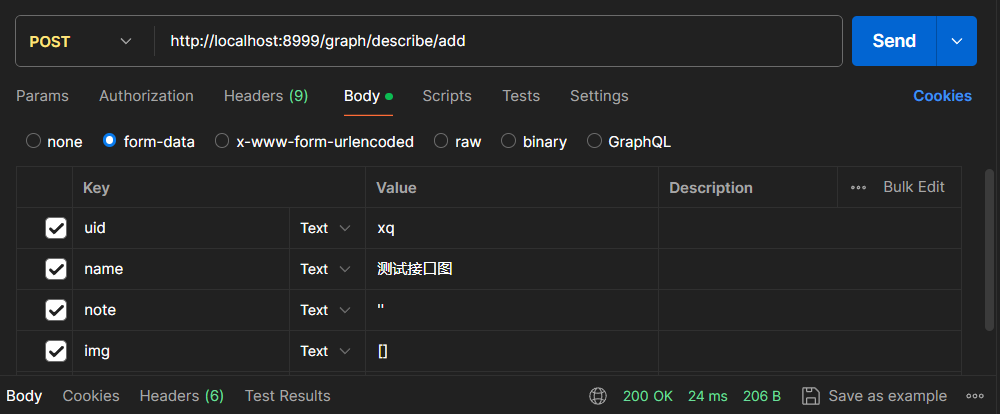 POST http://localhost:8999/graph/describe/add Send
Params Authorization Headers (9) Body Scripts Tests Settings Cookies
none form-data x-www-form-urlencoded raw binary GraphQL
Key Value Description ••• Bulk Edit
uid Text xq
name Text 测试接口图
note Text ''
img Text []
Body Cookies Headers (6) Test Results 200 OK 24 ms 206 B Save as example